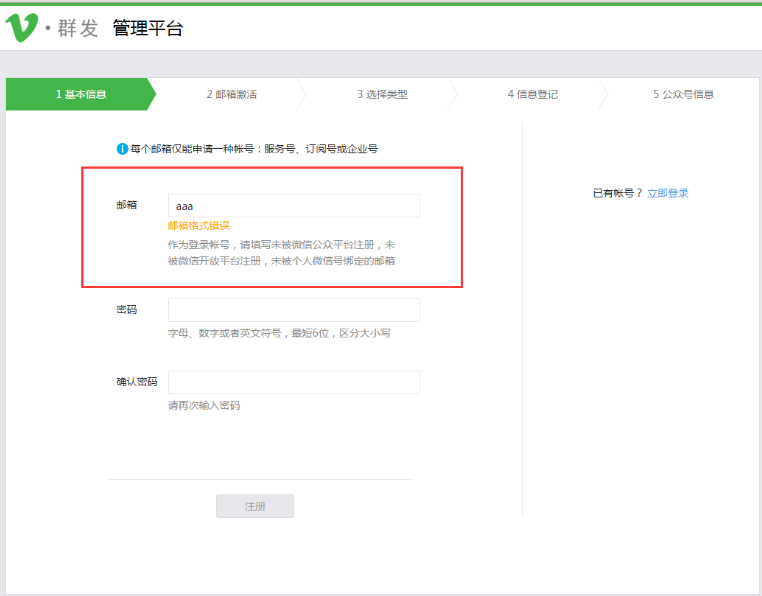 V·群发 管理平台
1 基本信息 2 邮箱激活 3 选择类型 4 信息登记 5 公众号信息
每个邮箱仅能申请一种帐号：服务号、订阅号或企业号
已有帐号？ 立即登录
邮箱 aaa
邮箱格式错误
作为登录帐号，请填写未被微信公众平台注册，未
被微信开放平台注册，未被个人微信号绑定的邮箱
密码
字母、数字或者英文符号，最短6位，区分大小写
确认密码
请再次输入密码
注册